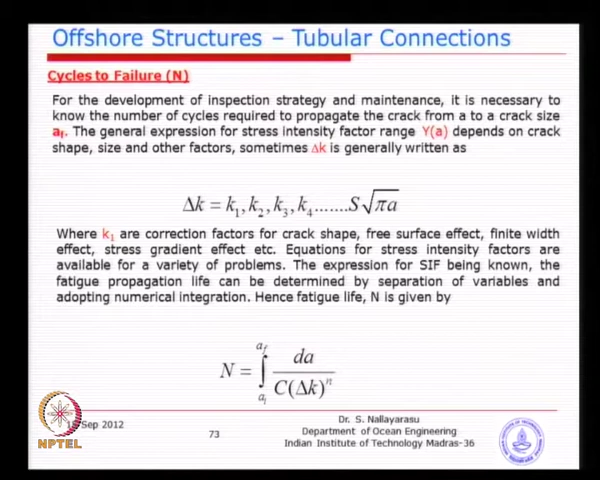 Offshore Structures – Tubular Connections
Cycles to Failure (N)
For the development of inspection strategy and maintenance, it is necessary to
know the number of cycles required to propagate the crack from a to a crack size
af. The general expression for stress intensity factor range Y(a) depends on crack
shape, size and other factors, sometimes Δk is generally written as
Δk = k₁, k₂, k₃, k₄.......S√πa
Where k₁ are correction factors for crack shape, free surface effect, finite width
effect, stress gradient effect etc. Equations for stress intensity factors are
available for a variety of problems. The expression for SIF being known, the
fatigue propagation life can be determined by separation of variables and
adopting numerical integration. Hence fatigue life, N is given by
N = ∫ₐᵢᵃᶠ da / C(Δk)ⁿ
Sep 2012
73
Dr. S. Nallayarasu
Department of Ocean Engineering
Indian Institute of Technology Madras-36
NPTEL